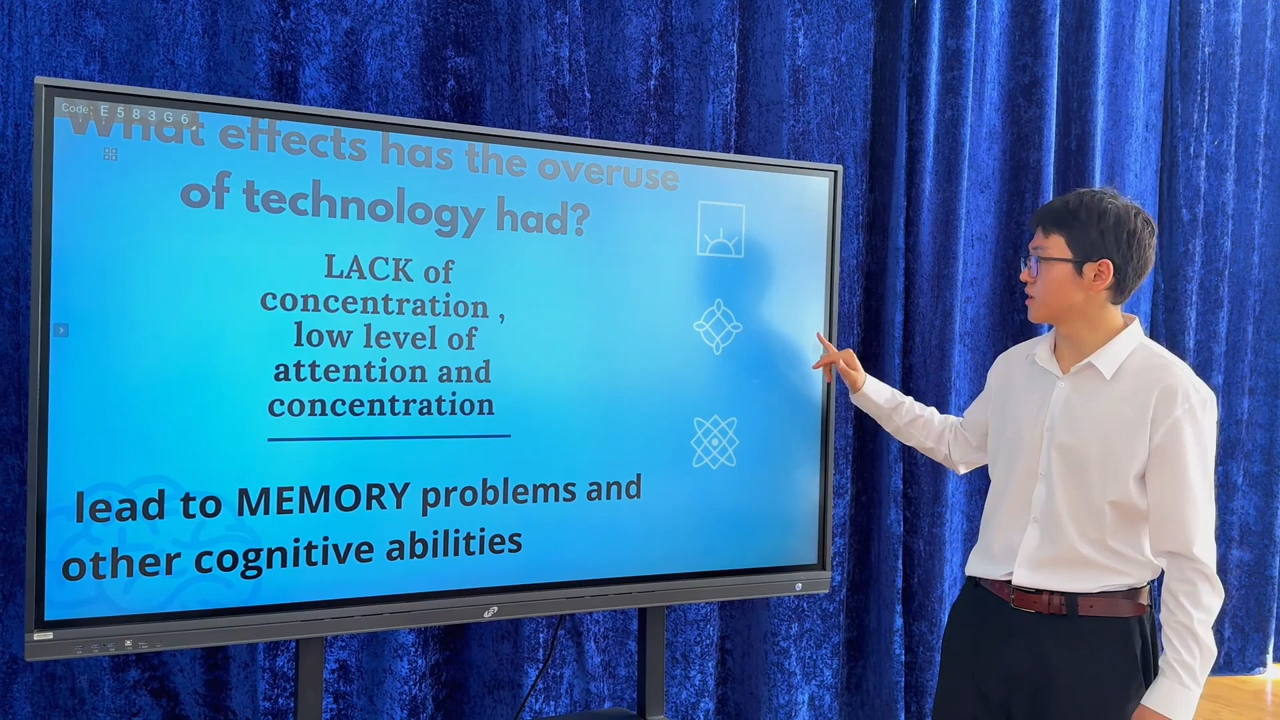 Code: E 5 8 3 G 6
What effects has the overuse
of technology had?
LACK of
concentration ,
low level of
attention and
concentration
lead to MEMORY problems and
other cognitive abilities